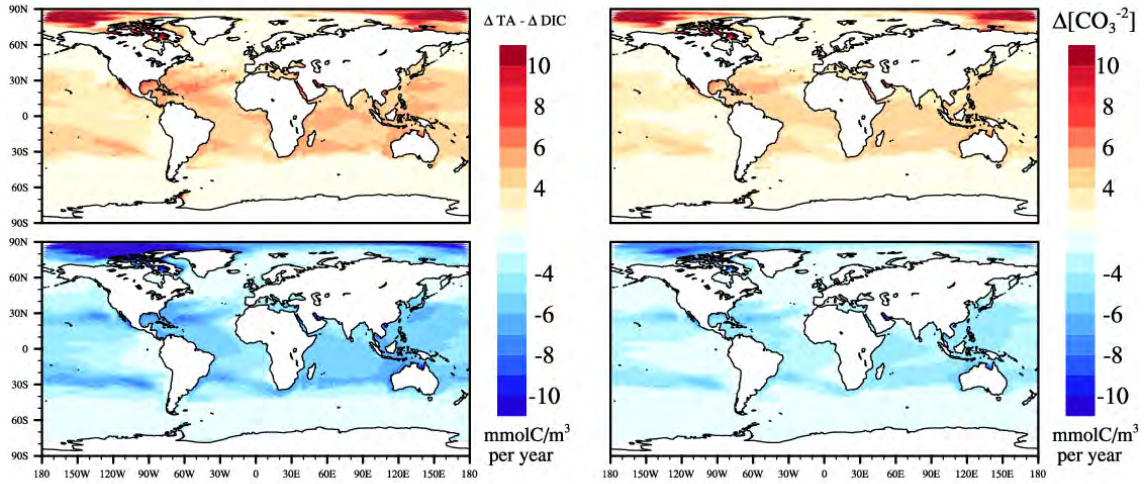 90N
60N
30N
0
30S
60S
90S
Δ TA - Δ DIC
10
8
6
4
Δ[CO₃⁻²]
10
8
6
4
90N
60N
30N
0
30S
60S
90S
180 150W 120W 90W 60W 30W 0 30E 60E 90E 120E 150E 180
-4
-6
-8
-10
mmolC/m³
per year
180 150W 120W 90W 60W 30W 0 30E 60E 90E 120E 150E 180
-4
-6
-8
-10
mmolC/m³
per year